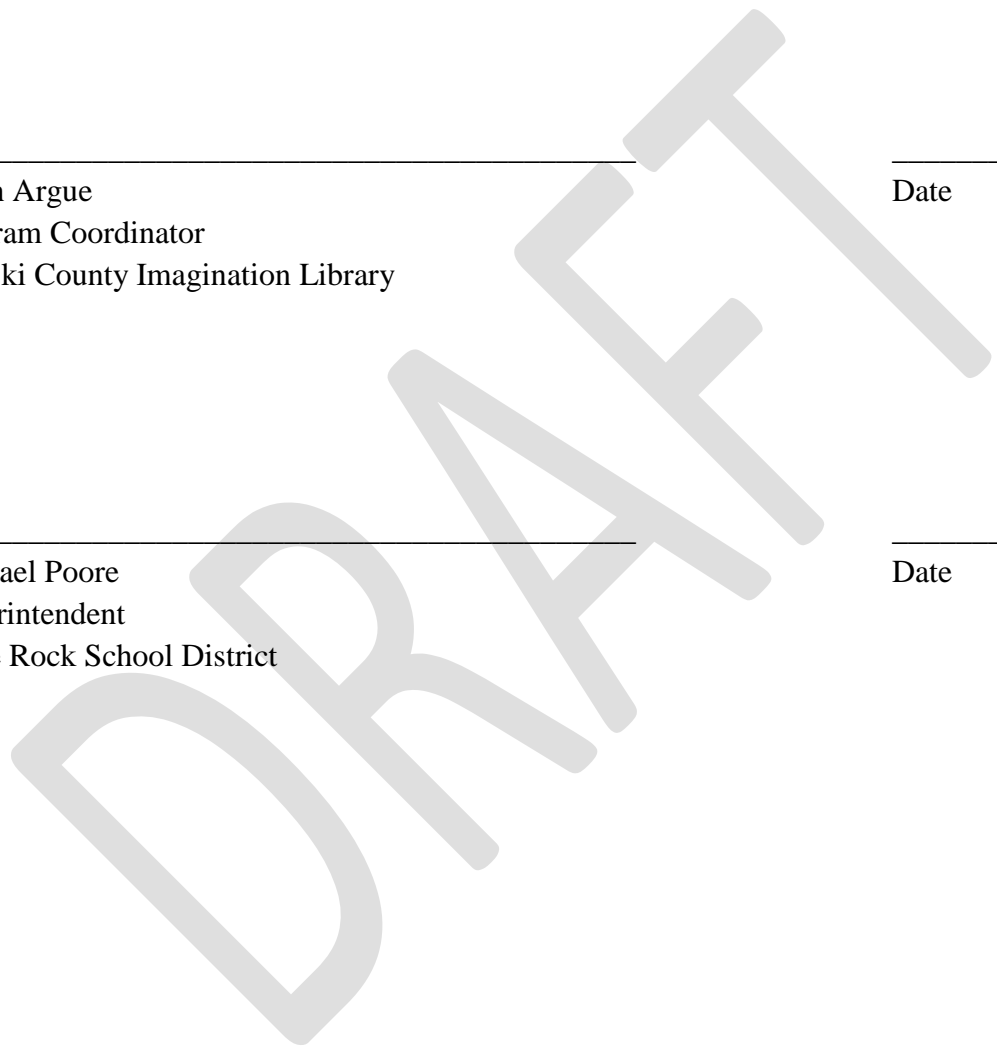 n Argue Date
ram Coordinator
ki County Imagination Library
ael Poore Date
rintendent
e Rock School District
DRAFT